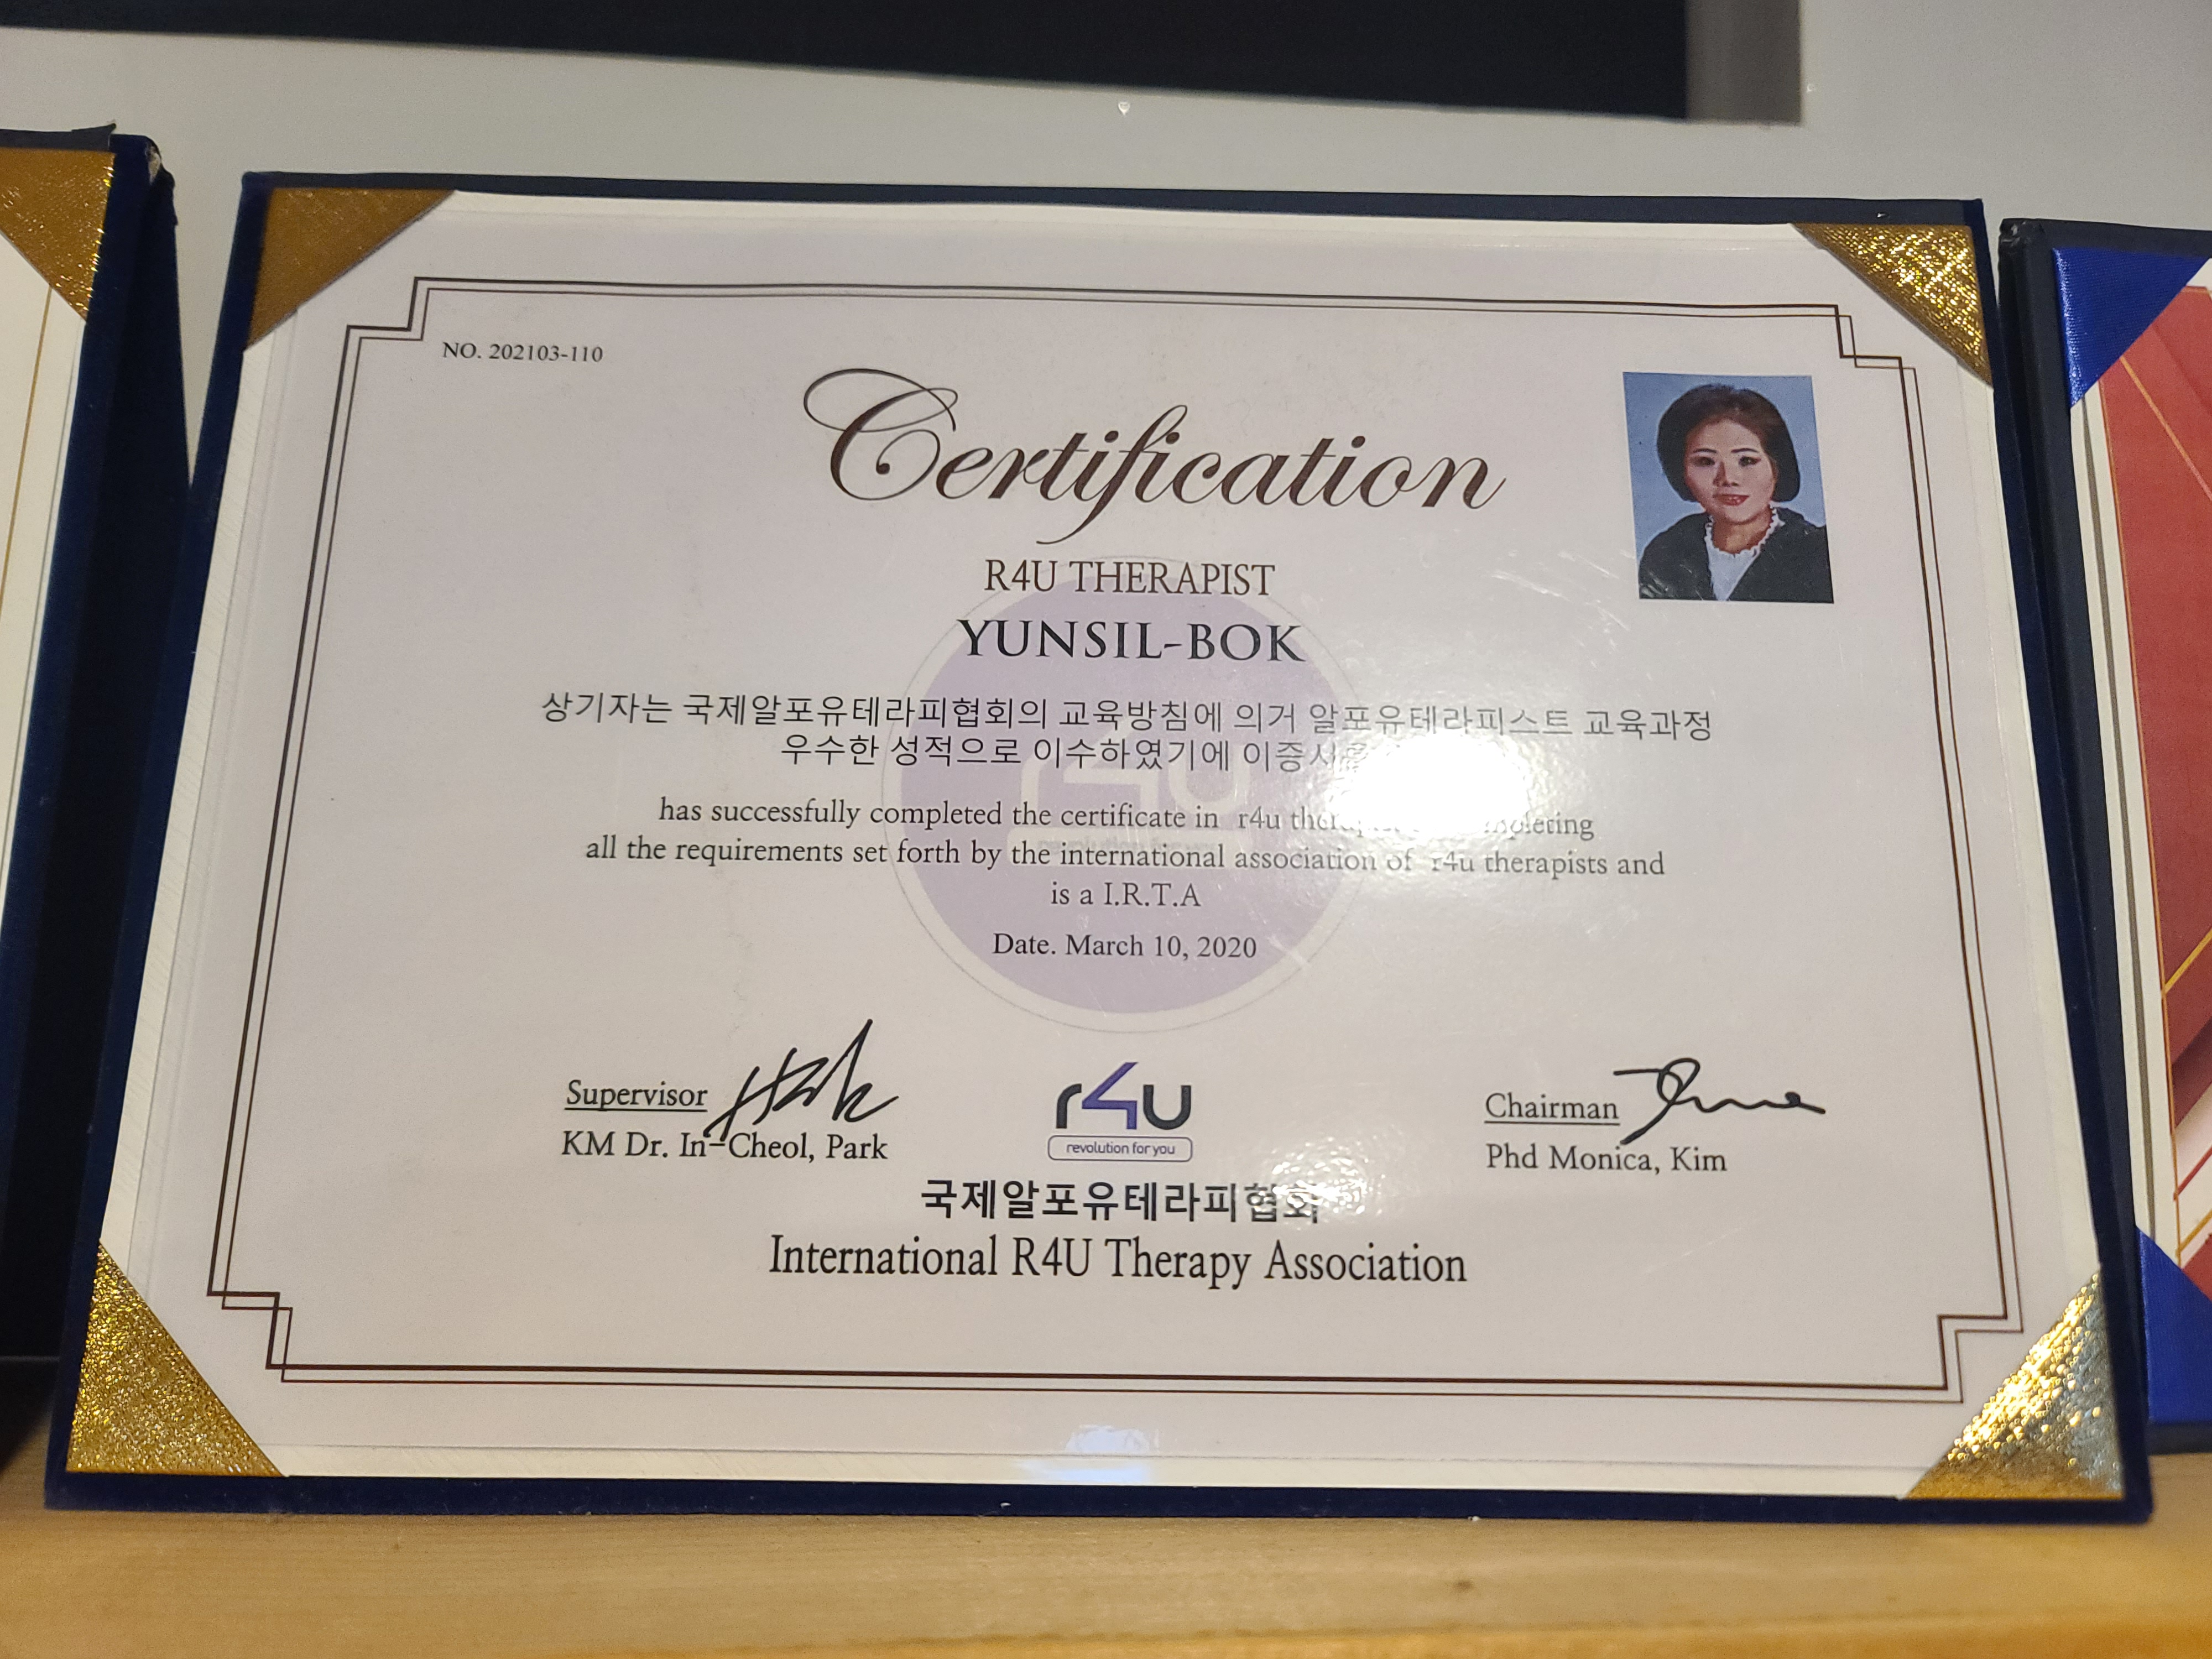 NO. 202103-110
Certification
R4U THERAPIST
YUNSIL-BOK
상기자는 국제알포유테라피협회의 교육방침에 의거 알포유테라피스트 교육과정
우수한 성적으로 이수하였기에
has successfully completed the certificate in r4u
all the requirements set forth by the international association of r4u therapists and
is a I.R.T.A
Date. March 10, 2020
Supervisor
KM Dr. In-Cheol, Park
r4u
revolution for you
Chairman
Phd Monica, Kim
국제알포유테라피협회
International R4U Therapy Association